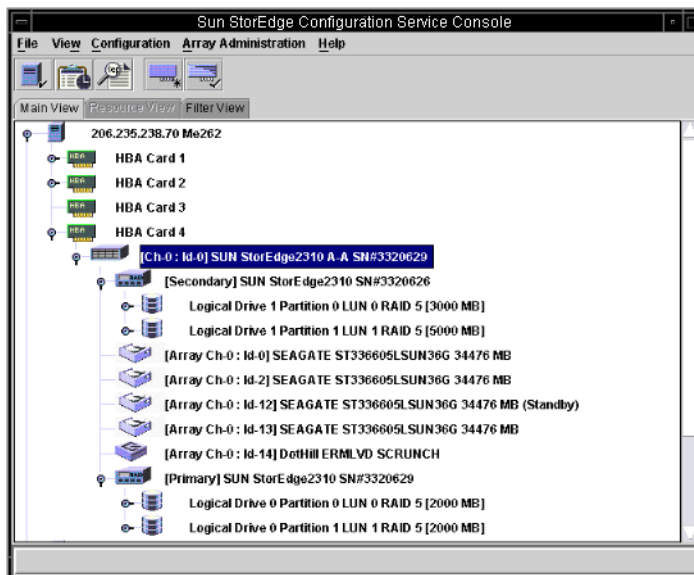 Sun StorEdge Configuration Service Console
File View Configuration Array Administration Help
Main View Resource View Filter View
206.235.238.70 Me262
HBA Card 1
HBA Card 2
HBA Card 3
HBA Card 4
[Ch-0 : Id-0] SUN StorEdge2310 A-A SN#3320629
[Secondary] SUN StorEdge2310 SN#3320626
Logical Drive 1 Partition 0 LUN 0 RAID 5 [3000 MB]
Logical Drive 1 Partition 1 LUN 1 RAID 5 [5000 MB]
[Array Ch-0 : Id-0] SEAGATE ST336605LSUN36G 34476 MB
[Array Ch-0 : Id-2] SEAGATE ST336605LSUN36G 34476 MB
[Array Ch-0 : Id-12] SEAGATE ST336605LSUN36G 34476 MB (Standby)
[Array Ch-0 : Id-13] SEAGATE ST336605LSUN36G 34476 MB
[Array Ch-0 : Id-14] DotHill ERMLVD SCRUNCH
[Primary] SUN StorEdge2310 SN#3320629
Logical Drive 0 Partition 0 LUN 0 RAID 5 [2000 MB]
Logical Drive 0 Partition 1 LUN 1 RAID 5 [2000 MB]